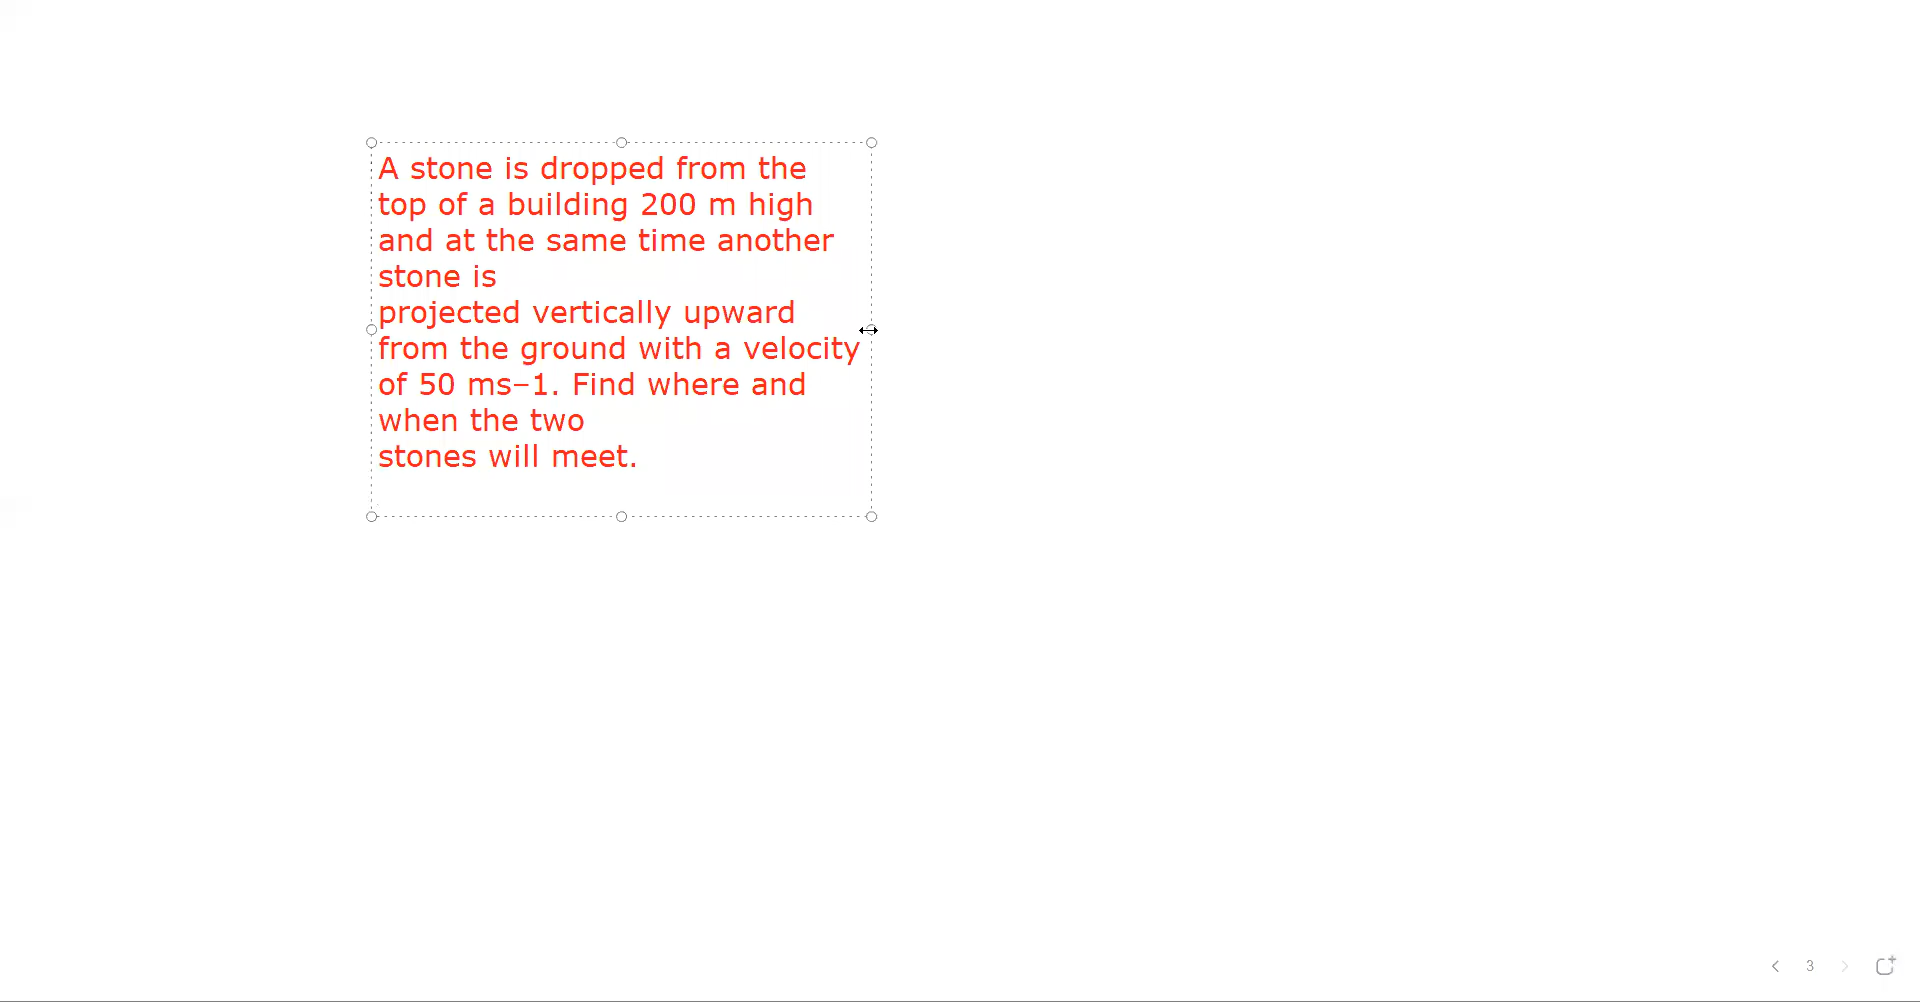 A stone is dropped from the
top of a building 200 m high
and at the same time another
stone is
projected vertically upward
from the ground with a velocity
of 50 ms–1. Find where and
when the two
stones will meet.
3